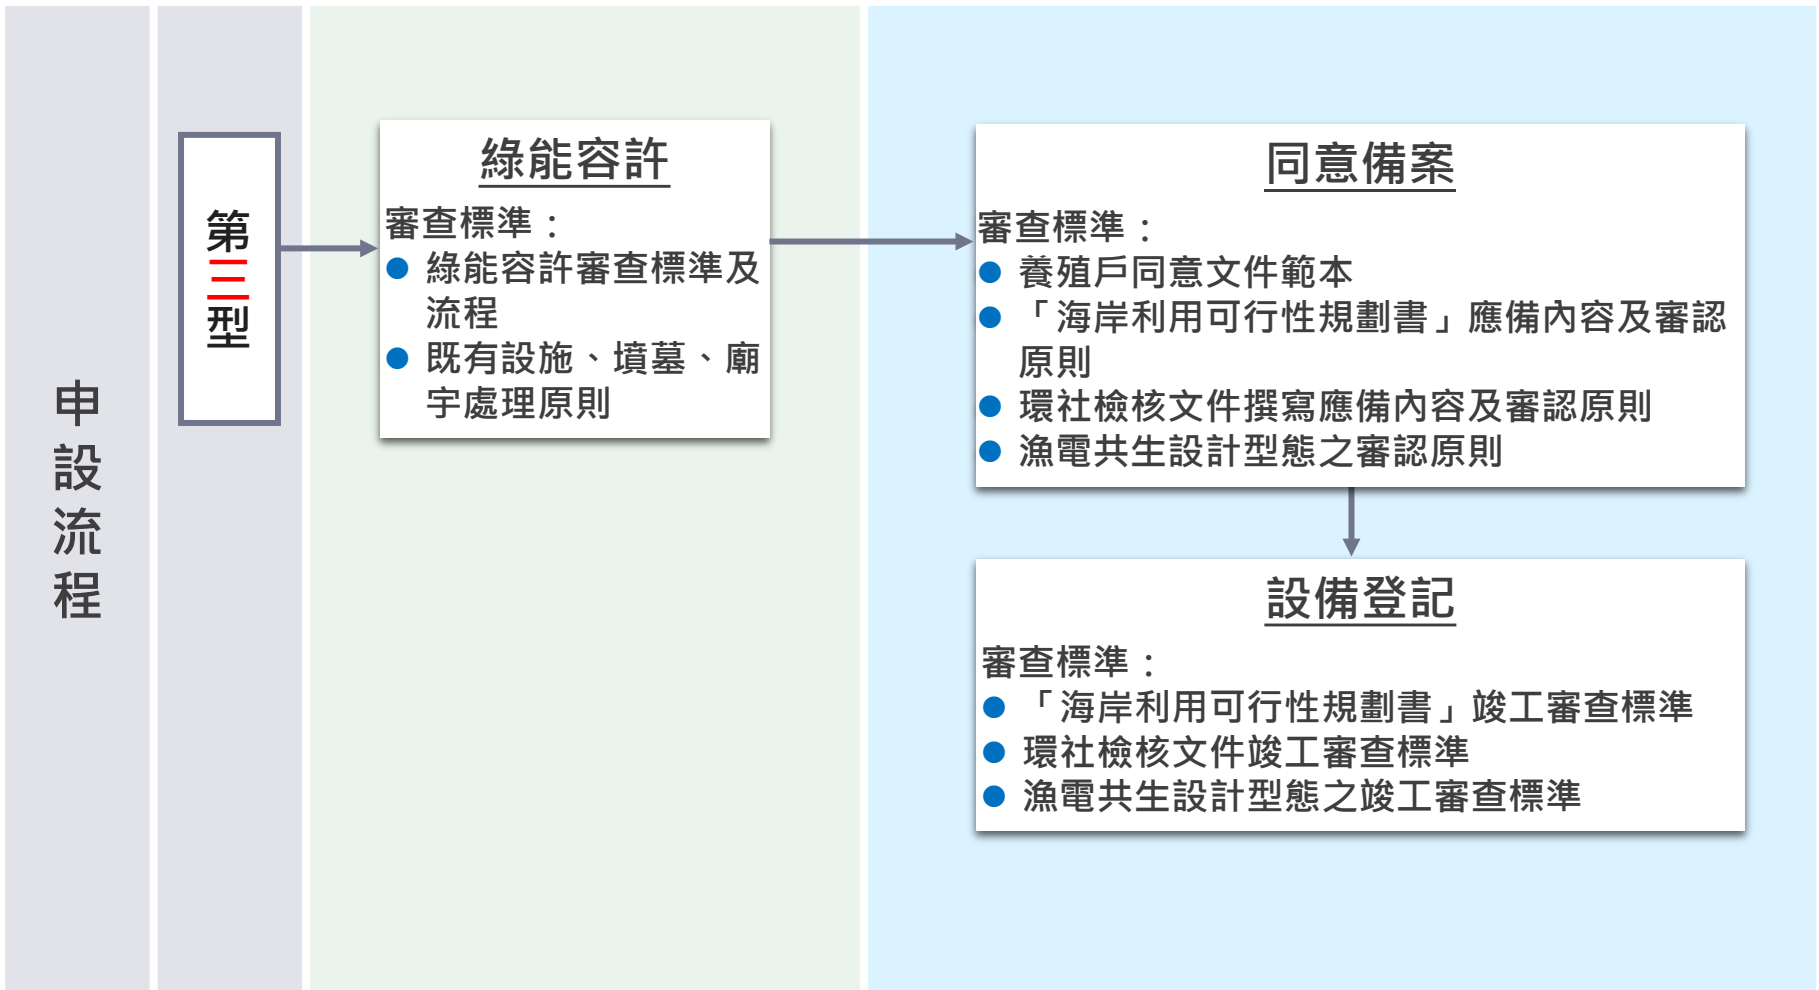 申設流程
第三型
綠能容許
審查標準：
● 綠能容許審查標準及
流程
● 既有設施、墳墓、廟
宇處理原則
同意備案
審查標準：
● 養殖戶同意文件範本
● 「海岸利用可行性規劃書」應備內容及審認
原則
● 環社檢核文件撰寫應備內容及審認原則
● 漁電共生設計型態之審認原則
設備登記
審查標準：
● 「海岸利用可行性規劃書」竣工審查標準
● 環社檢核文件竣工審查標準
● 漁電共生設計型態之竣工審查標準